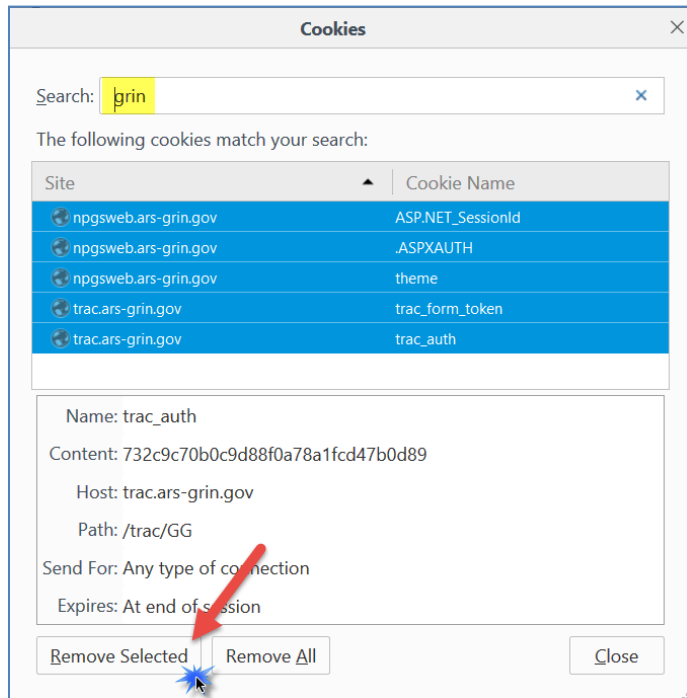 Cookies
Search: grin
The following cookies match your search:
Site Cookie Name
npgsweb.ars-grin.gov ASP.NET_SessionId
npgsweb.ars-grin.gov .ASPXAUTH
npgsweb.ars-grin.gov theme
trac.ars-grin.gov trac_form_token
trac.ars-grin.gov trac_auth
Name: trac_auth
Content: 732c9c70b0c9d88f0a78a1fcd47b0d89
Host: trac.ars-grin.gov
Path: /trac/GG
Send For: Any type of connection
Expires: At end of session
Remove Selected Remove All Close